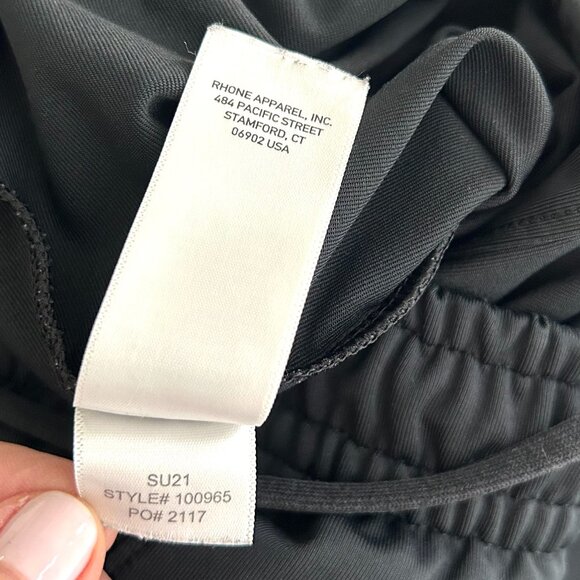 RHONE APPAREL, INC.
484 PACIFIC STREET
STAMFORD, CT
06902 USA
SU21
STYLE# 100965
PO# 2117